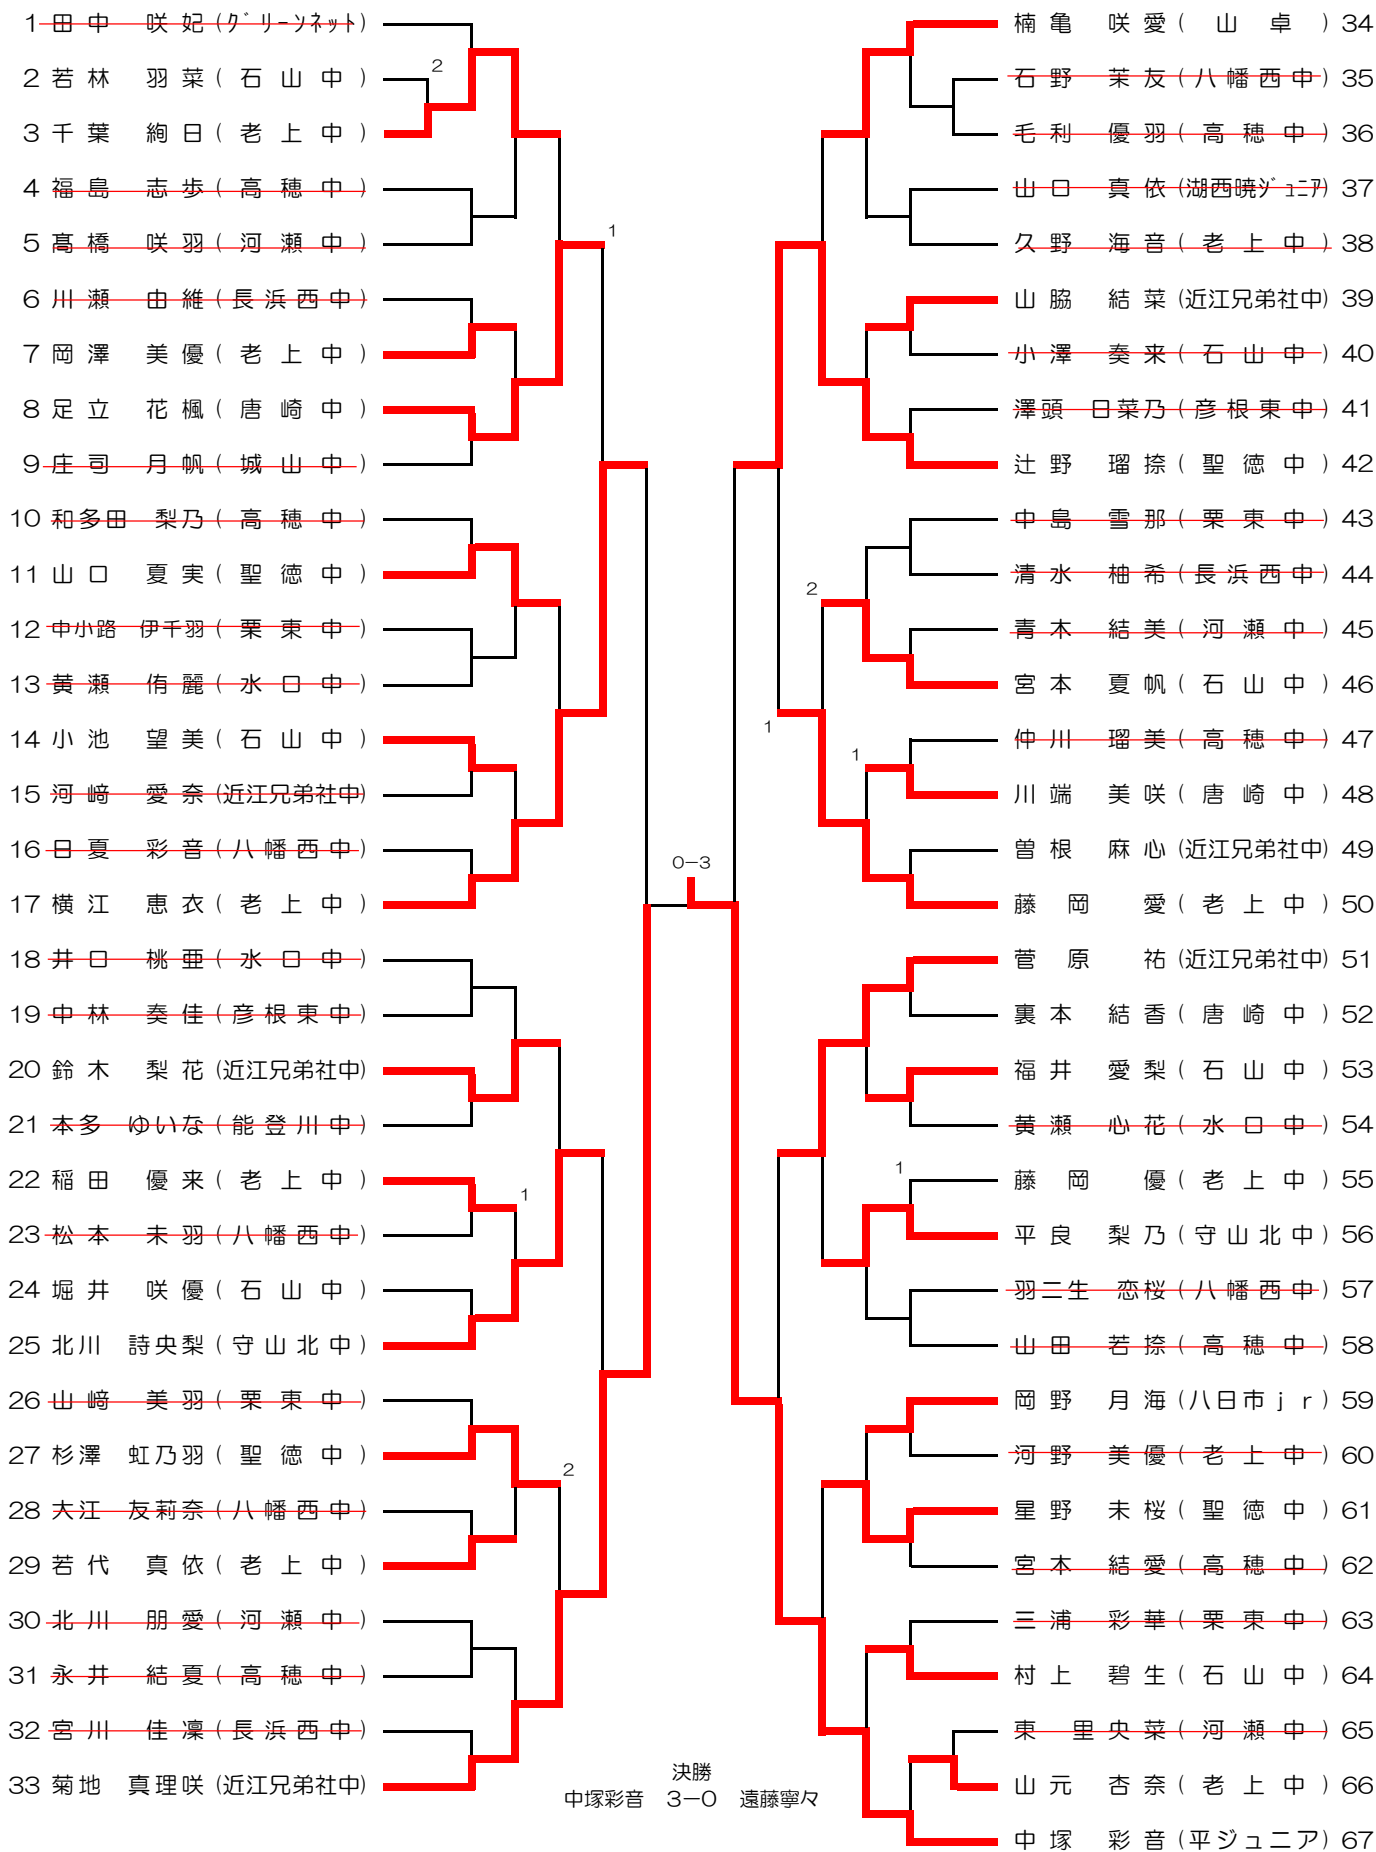 1 田中 咲妃(グリーンネット)
2 若林 羽菜(石山中)
2
3 千葉 絢日(老上中)
4 福島 志歩(高穂中)
5 髙橋 咲羽(河瀬中)
1
6 川瀬 由維(長浜西中)
7 岡澤 美優(老上中)
8 足立 花楓(唐崎中)
9 庄司 月帆(城山中)
10 和多田 梨乃(高穂中)
11 山口 夏実(聖徳中)
12 中小路 伊千羽(栗東中)
13 黄瀬 侑麗(水口中)
14 小池 望美(石山中)
15 河﨑 愛奈(近江兄弟社中)
16 日夏 彩音(八幡西中)
17 横江 恵衣(老上中)
18 井口 桃亜(水口中)
19 中林 奏佳(彦根東中)
20 鈴木 梨花(近江兄弟社中)
21 本多 ゆいな(能登川中)
22 稲田 優来(老上中)
1
23 松本 未羽(八幡西中)
24 堀井 咲優(石山中)
25 北川 詩央梨(守山北中)
26 山﨑 美羽(栗東中)
27 杉澤 虹乃羽(聖徳中)
2
28 大江 友莉奈(八幡西中)
29 若代 真依(老上中)
30 北川 朋愛(河瀬中)
31 永井 結夏(高穂中)
32 宮川 佳凜(長浜西中)
33 菊地 真理咲(近江兄弟社中)
0−3
決勝
中塚彩音 3−0 遠藤寧々
楠亀 咲愛(山卓) 34
石野 茉友(八幡西中) 35
毛利 優羽(高穂中) 36
山口 真依(湖西暁ジュニア) 37
久野 海音(老上中) 38
山脇 結菜(近江兄弟社中) 39
小澤 奏来(石山中) 40
澤頭 日菜乃(彦根東中) 41
辻野 瑠捺(聖徳中) 42
中島 雪那(栗東中) 43
清水 柚希(長浜西中) 44
2
青木 結美(河瀬中) 45
宮本 夏帆(石山中) 46
1
仲川 瑠美(高穂中) 47
1
川端 美咲(唐崎中) 48
曽根 麻心(近江兄弟社中) 49
藤岡 愛(老上中) 50
菅原 祐(近江兄弟社中) 51
裏本 結香(唐崎中) 52
福井 愛梨(石山中) 53
黄瀬 心花(水口中) 54
1
藤岡 優(老上中) 55
平良 梨乃(守山北中) 56
羽二生 恋桜(八幡西中) 57
山田 若捺(高穂中) 58
岡野 月海(八日市jr) 59
河野 美優(老上中) 60
星野 未桜(聖徳中) 61
宮本 結愛(高穂中) 62
三浦 彩華(栗東中) 63
村上 碧生(石山中) 64
東 里央菜(河瀬中) 65
山元 杏奈(老上中) 66
中塚 彩音(平ジュニア) 67